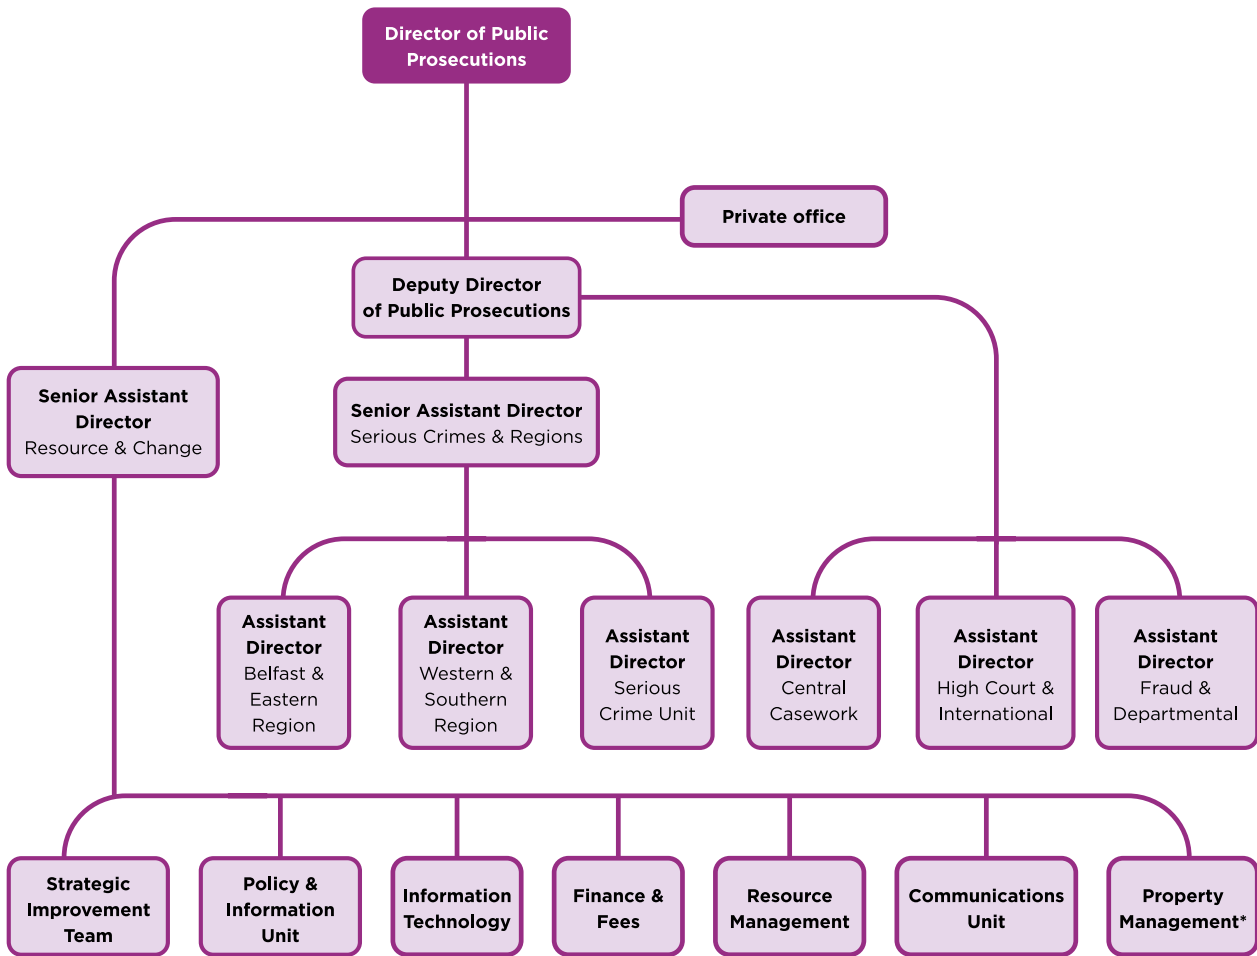 Director of Public
Prosecutions
Private office
Deputy Director
of Public Prosecutions
Senior Assistant
Director
Resource & Change
Senior Assistant Director
Serious Crimes & Regions
Assistant
Director
Belfast &
Eastern
Region
Assistant
Director
Western &
Southern
Region
Assistant
Director
Serious
Crime Unit
Assistant
Director
Central
Casework
Assistant
Director
High Court &
International
Assistant
Director
Fraud &
Departmental
Strategic
Improvement
Team
Policy &
Information
Unit
Information
Technology
Finance &
Fees
Resource
Management
Communications
Unit
Property
Management*